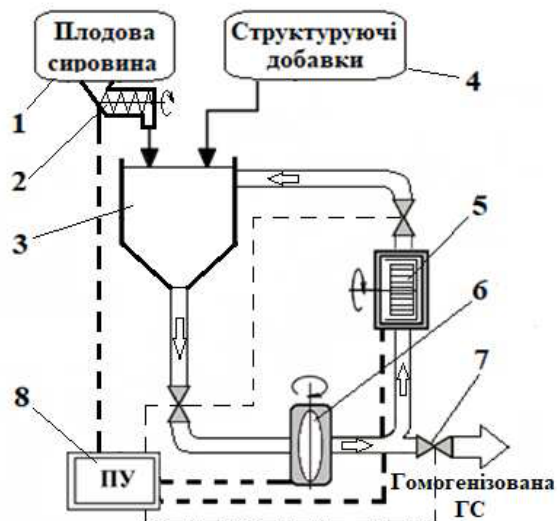 Плодова
сировина
Структуруючі
добавки
4
1
2
3
5
6
7
8
ПУ
Гомогенізована
ГС